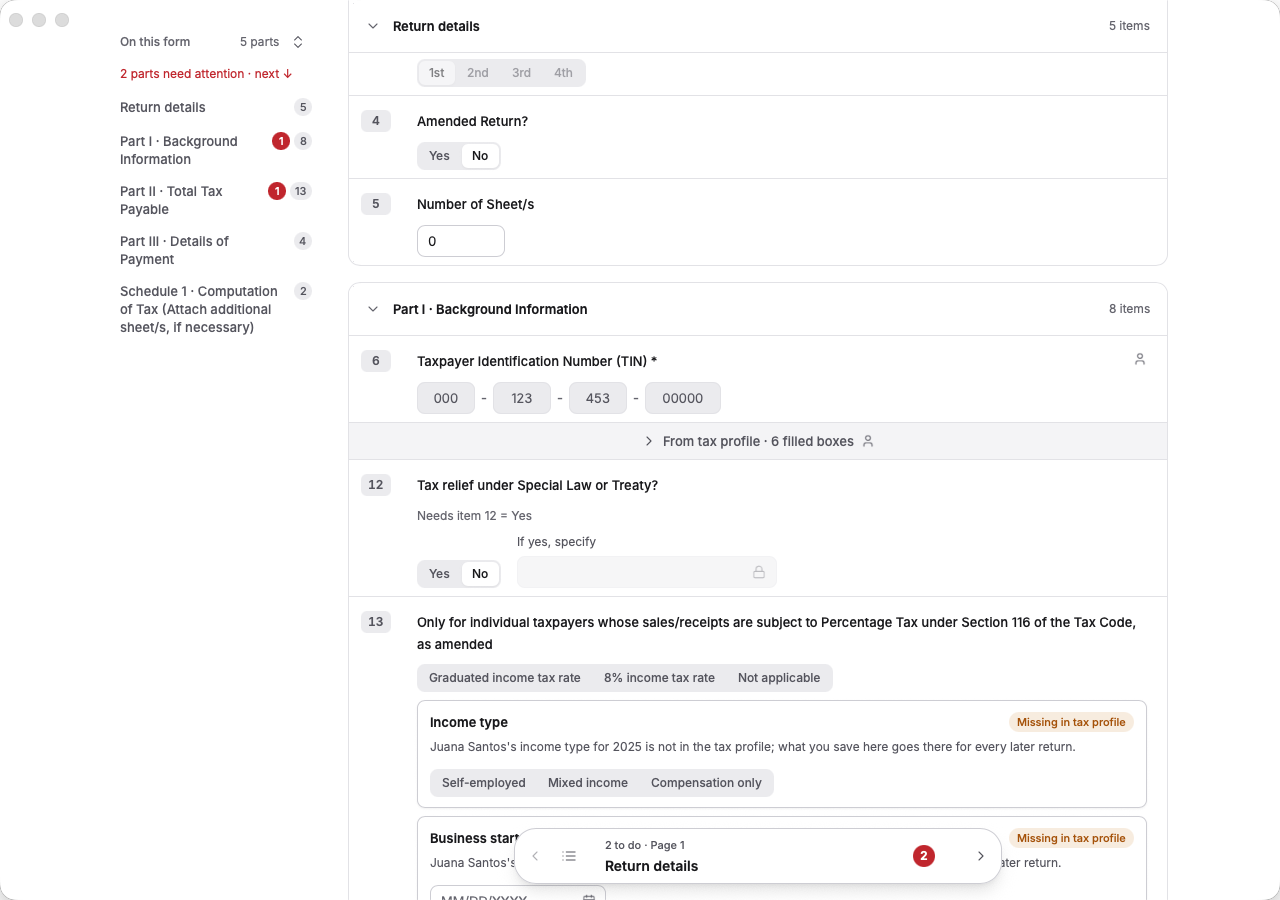 On this form
5 parts
2 parts need attention · next ↓
Return details
5
Part I · Background Information
1
8
Part II · Total Tax Payable
1
13
Part III · Details of Payment
4
Schedule 1 · Computation of Tax (Attach additional sheet/s, if necessary)
2
Return details
5 items
1st
2nd
3rd
4th
4
Amended Return?
Yes
No
5
Number of Sheet/s
0
Part I · Background Information
8 items
6
Taxpayer Identification Number (TIN) *
000 - 123 - 453 - 00000
From tax profile · 6 filled boxes
12
Tax relief under Special Law or Treaty?
Needs item 12 = Yes
If yes, specify
Yes
No
13
Only for individual taxpayers whose sales/receipts are subject to Percentage Tax under Section 116 of the Tax Code,
as amended
Graduated income tax rate
8% income tax rate
Not applicable
Income type
Missing in tax profile
Juana Santos's income type for 2025 is not in the tax profile; what you save here goes there for every later return.
Self-employed
Mixed income
Compensation only
Business start
Missing in tax profile
Juana Santos's
later return.
2 to do · Page 1
Return details
2
MM/DD/YYYY